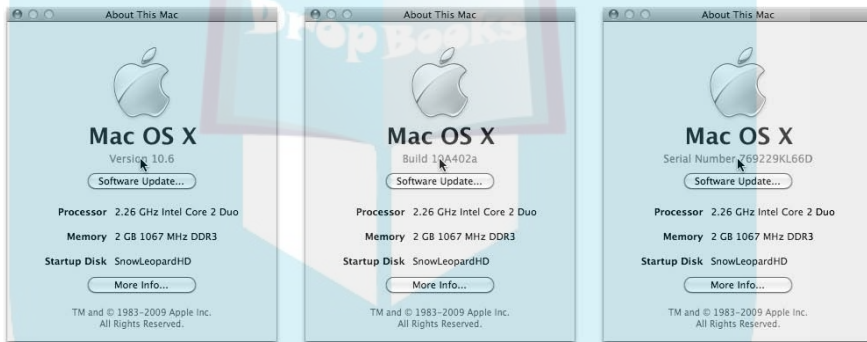 About This Mac
Mac OS X
Version 10.6
Software Update...
Processor 2.26 GHz Intel Core 2 Duo
Memory 2 GB 1067 MHz DDR3
Startup Disk SnowLeopardHD
More Info...
TM and © 1983–2009 Apple Inc.
All Rights Reserved.
About This Mac
Mac OS X
Build 10A402a
Software Update...
Processor 2.26 GHz Intel Core 2 Duo
Memory 2 GB 1067 MHz DDR3
Startup Disk SnowLeopardHD
More Info...
TM and © 1983–2009 Apple Inc.
All Rights Reserved.
About This Mac
Mac OS X
Serial Number 769229KL66D
Software Update...
Processor 2.26 GHz Intel Core 2 Duo
Memory 2 GB 1067 MHz DDR3
Startup Disk SnowLeopardHD
More Info...
TM and © 1983–2009 Apple Inc.
All Rights Reserved.
Drop Books